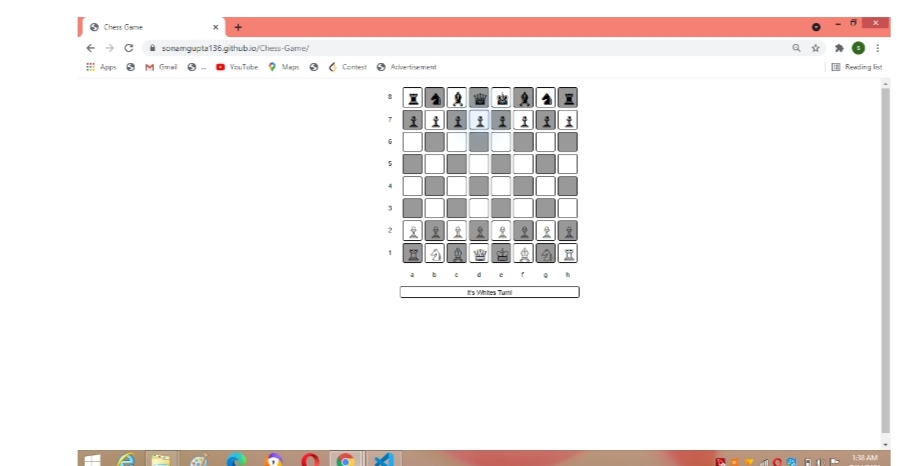 Chess Game
sonamgupta136.github.io/Chess-Game/
Apps M Gmail YouTube Maps Contest Advertisement Reading list
8
7
6
5
4
3
2
1
a b c d e f g h
It's Whites Turn!
1:38 AM